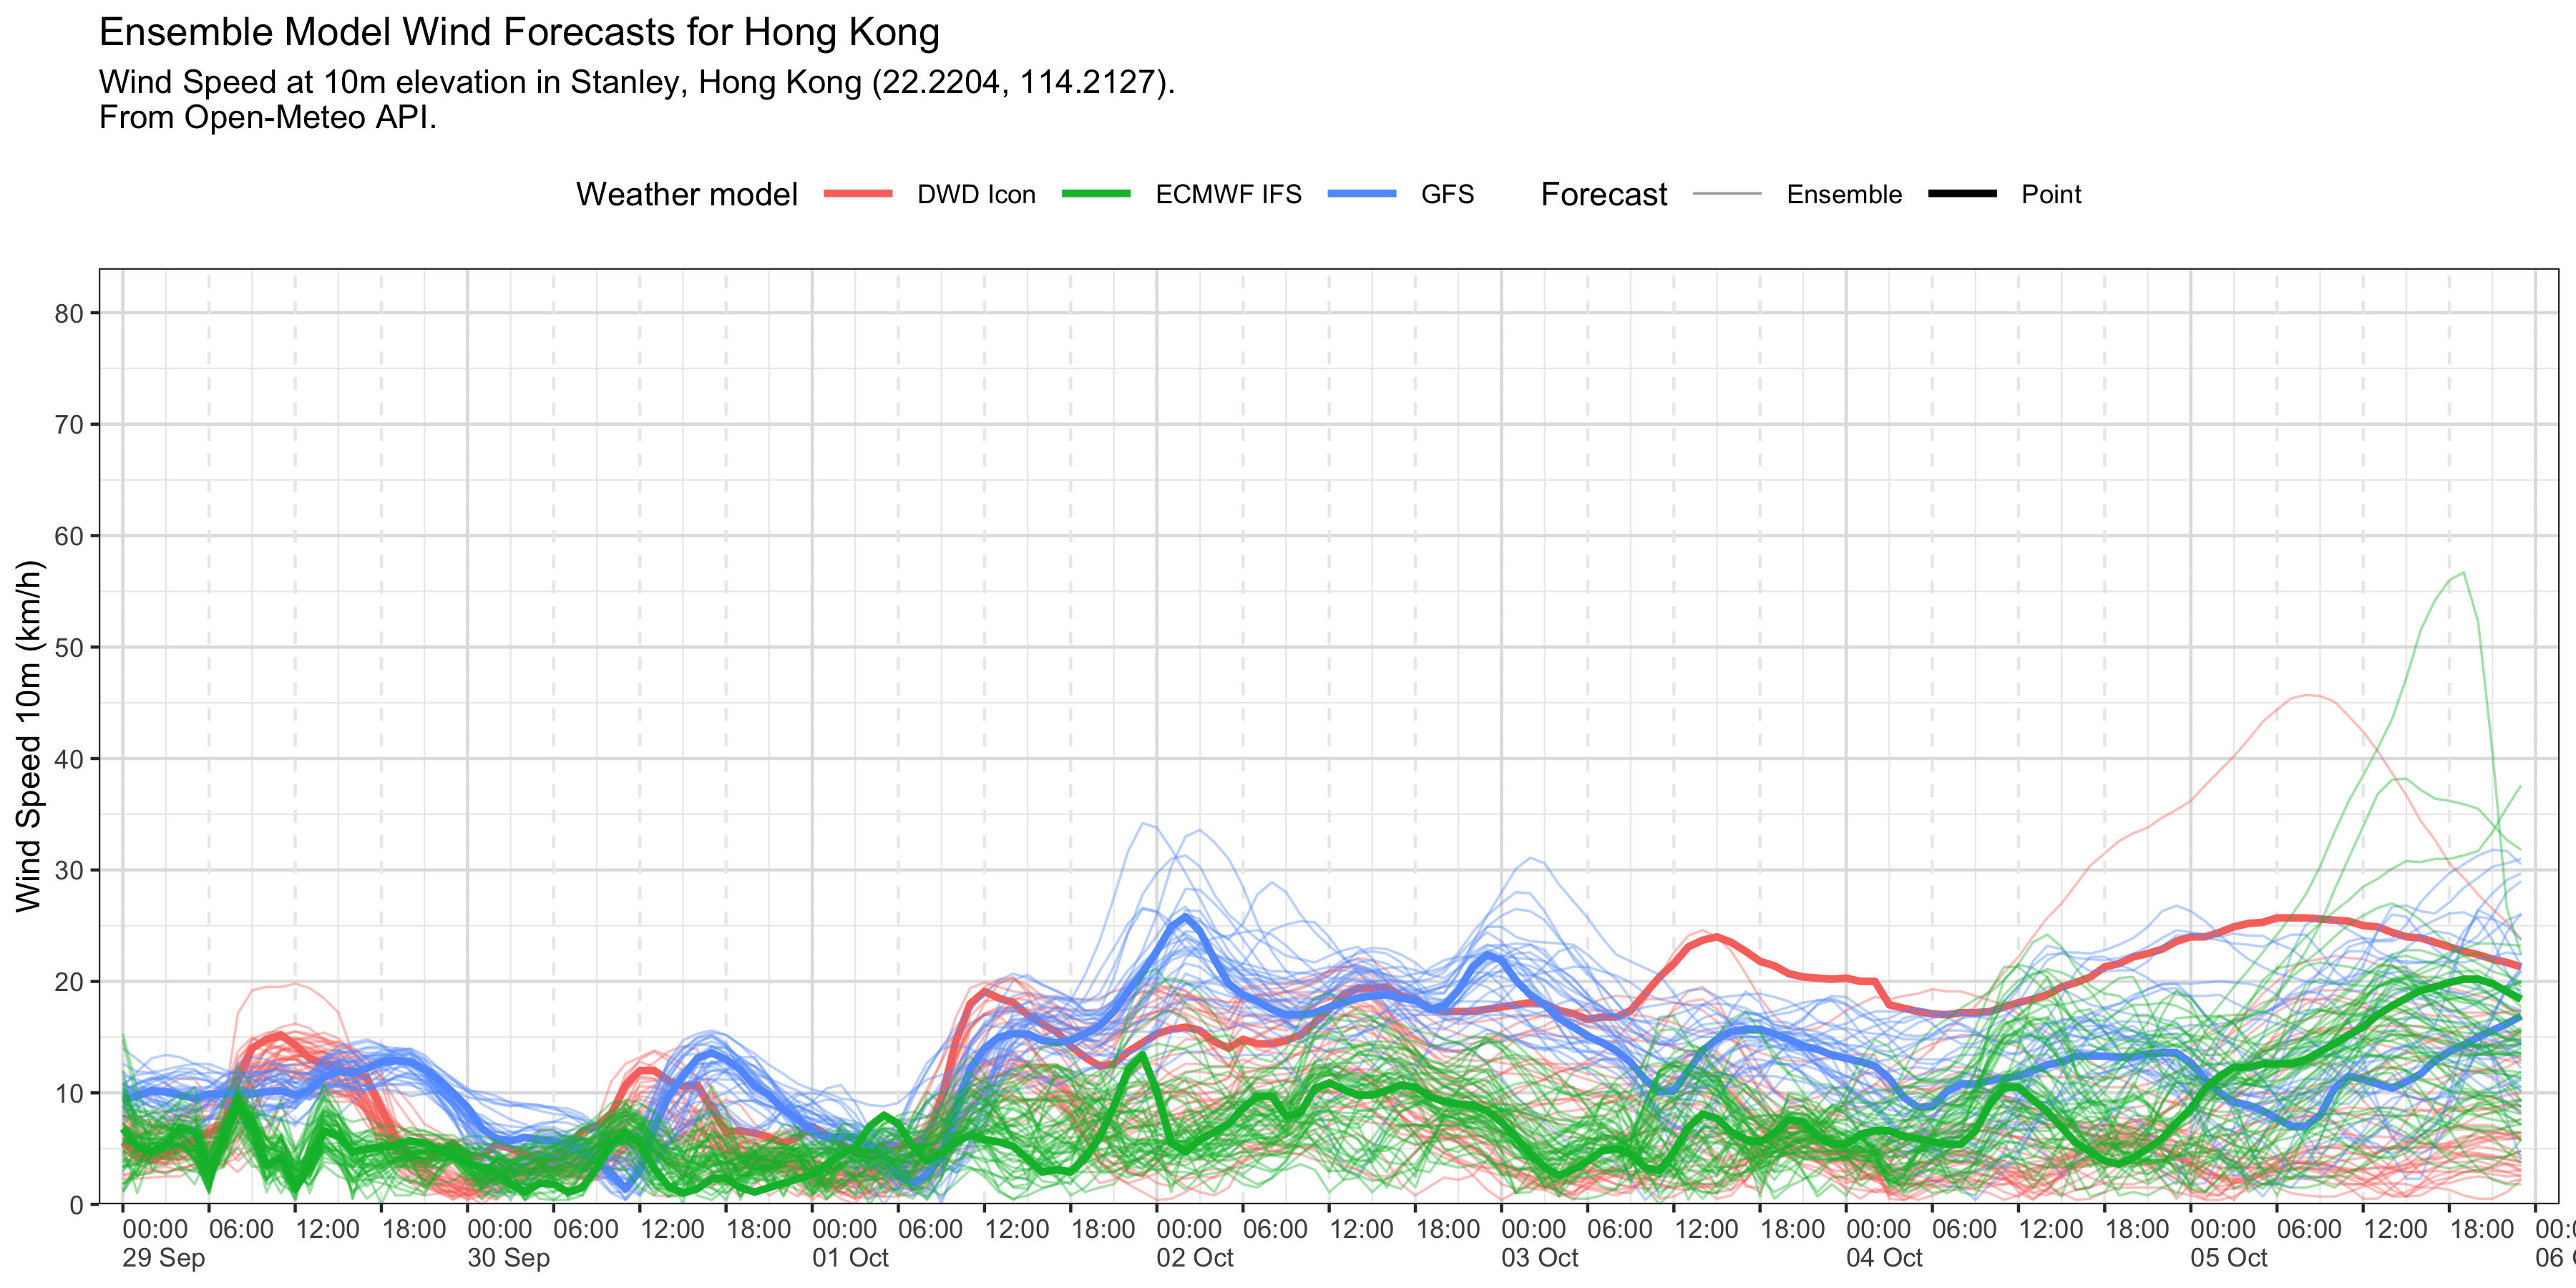 Ensemble Model Wind Forecasts for Hong Kong
Wind Speed at 10m elevation in Stanley, Hong Kong (22.2204, 114.2127).
From Open-Meteo API.
Weather model DWD Icon ECMWF IFS GFS Forecast Ensemble Point
Wind Speed 10m (km/h)
80
70
60
50
40
30
20
10
0
00:00 06:00 12:00 18:00 00:00 06:00 12:00 18:00 00:00 06:00 12:00 18:00 00:00 06:00 12:00 18:00 00:00 06:00 12:00 18:00 00:00 06:00 12:00 18:00 00:00 06:00 12:00 18:00
29 Sep 30 Sep 01 Oct 02 Oct 03 Oct 04 Oct 05 Oct 06